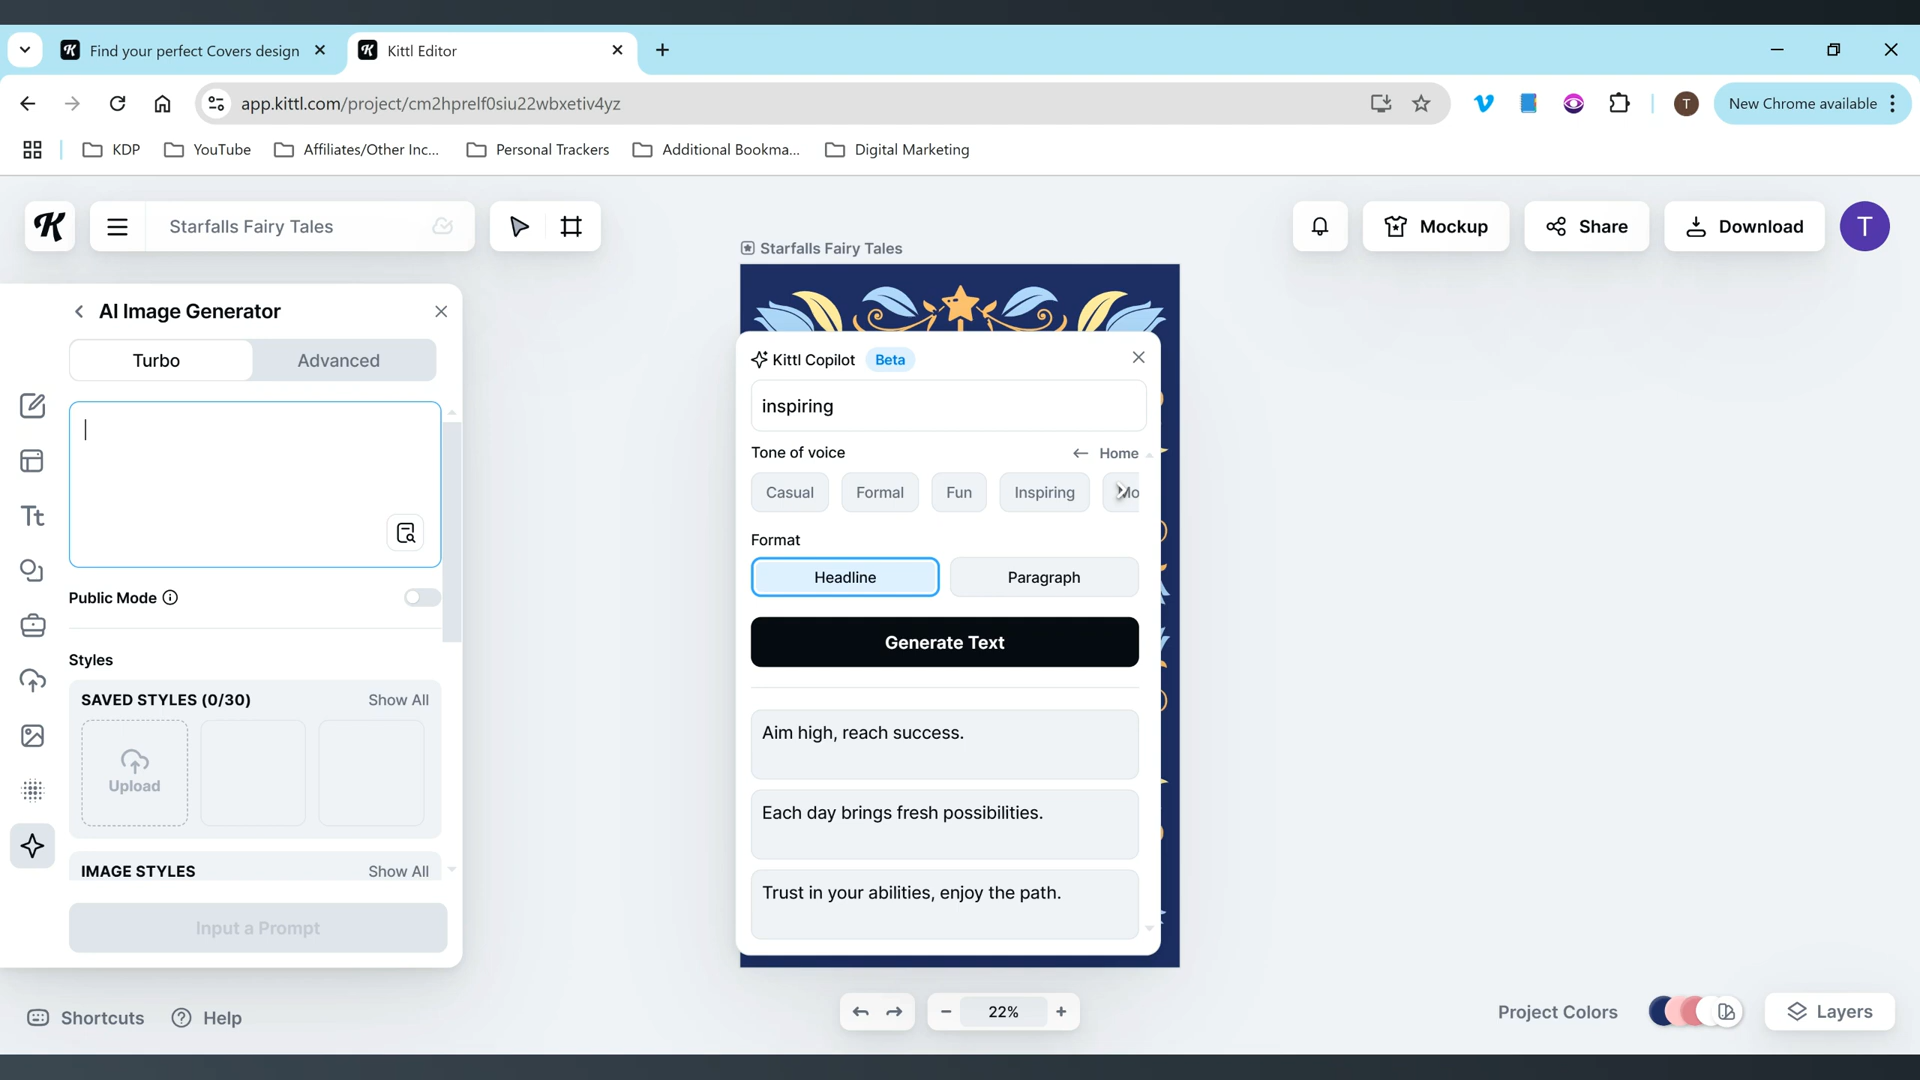 Find your perfect Covers design
Kittl Editor
app.kittl.com/project/cm2hprelf0siu22wbxetiv4yz
T
New Chrome available
KDP
YouTube
Affiliates/Other Inc...
Personal Trackers
Additional Bookma...
Digital Marketing
Starfalls Fairy Tales
Mockup
Share
Download
T
Starfalls Fairy Tales
AI Image Generator
Turbo
Advanced
Public Mode
Styles
SAVED STYLES (0/30)
Show All
Upload
IMAGE STYLES
Show All
Input a Prompt
Kittl Copilot
Beta
inspiring
Tone of voice
Home
Casual
Formal
Fun
Inspiring
Format
Headline
Paragraph
Generate Text
Aim high, reach success.
Each day brings fresh possibilities.
Trust in your abilities, enjoy the path.
Shortcuts
Help
22%
Project Colors
Layers